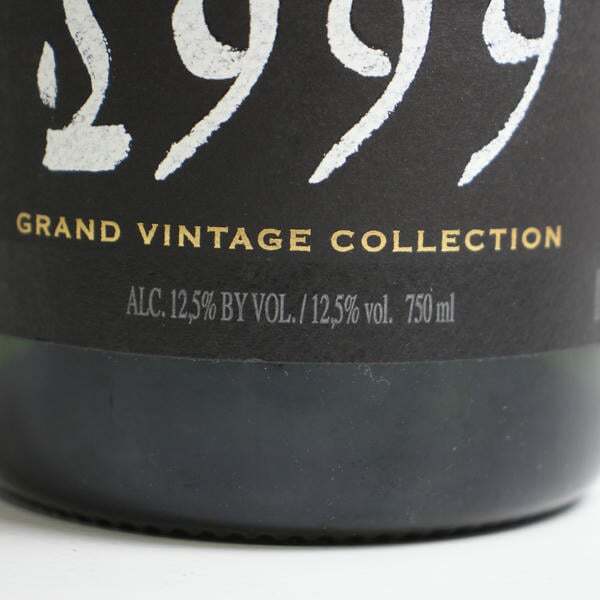 1999
GRAND VINTAGE COLLECTION
ALC. 12,5% BY VOL. / 12,5% vol. 750 ml